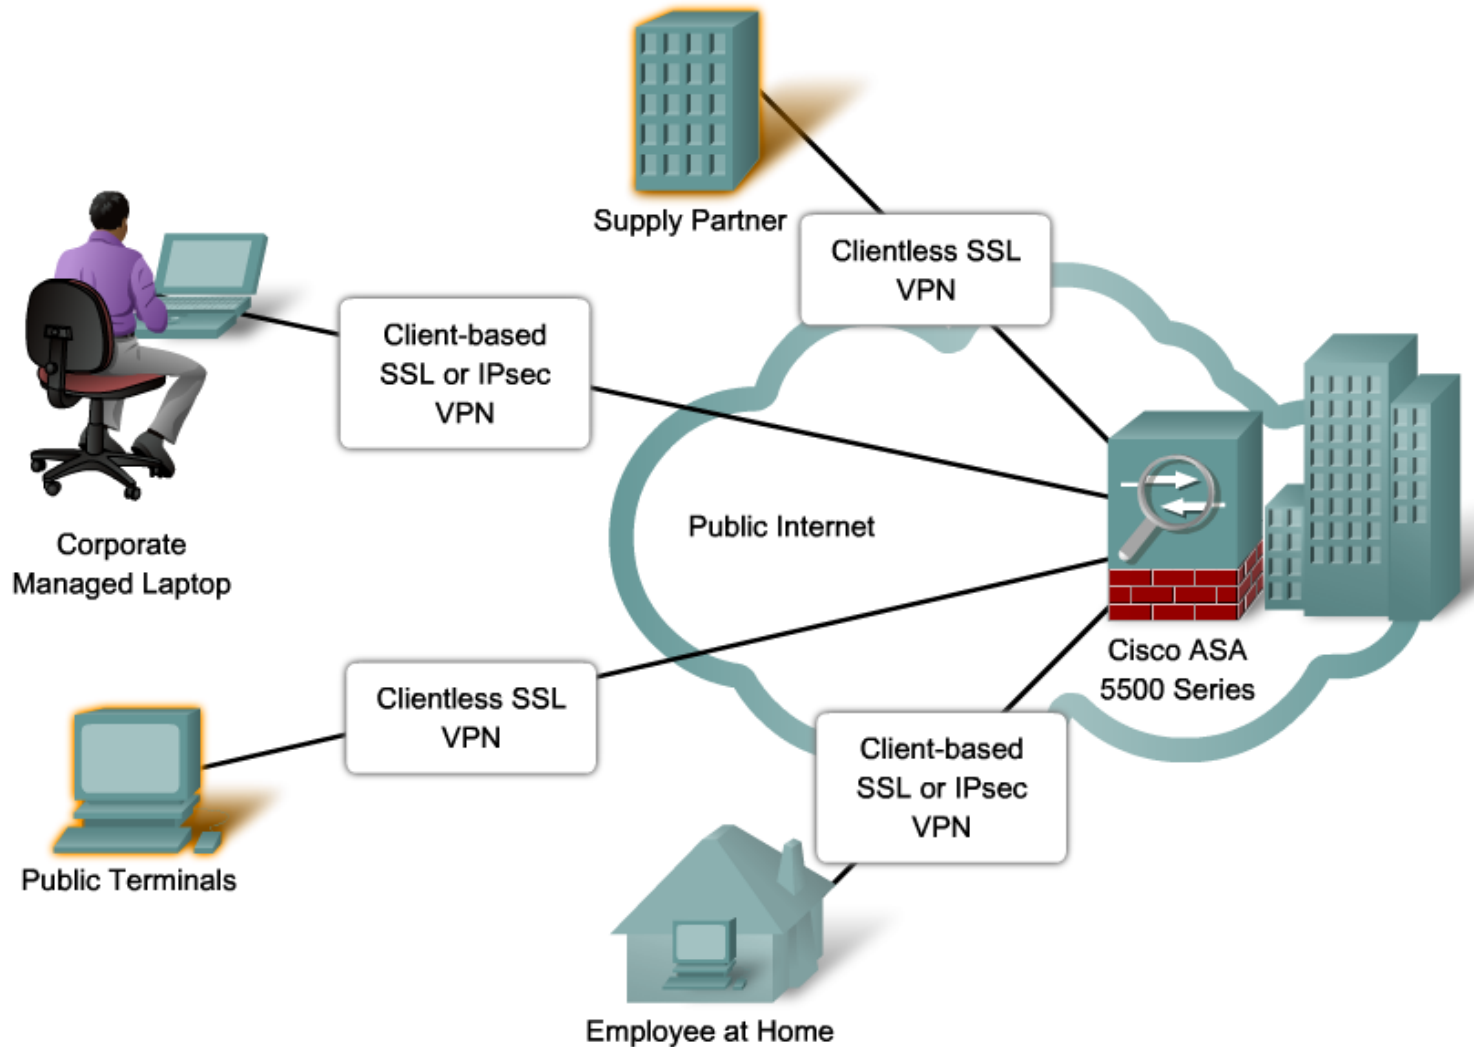 Supply Partner
Clientless SSL
VPN
Client-based
SSL or IPsec
VPN
Corporate
Managed Laptop
Public Internet
Cisco ASA
5500 Series
Clientless SSL
VPN
Public Terminals
Client-based
SSL or IPsec
VPN
Employee at Home